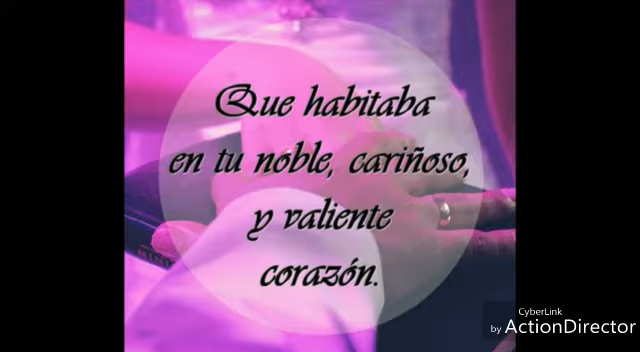 Que habitaba
en tu noble, cariñoso,
y valiente
corazón.
CyberLink
by ActionDirector